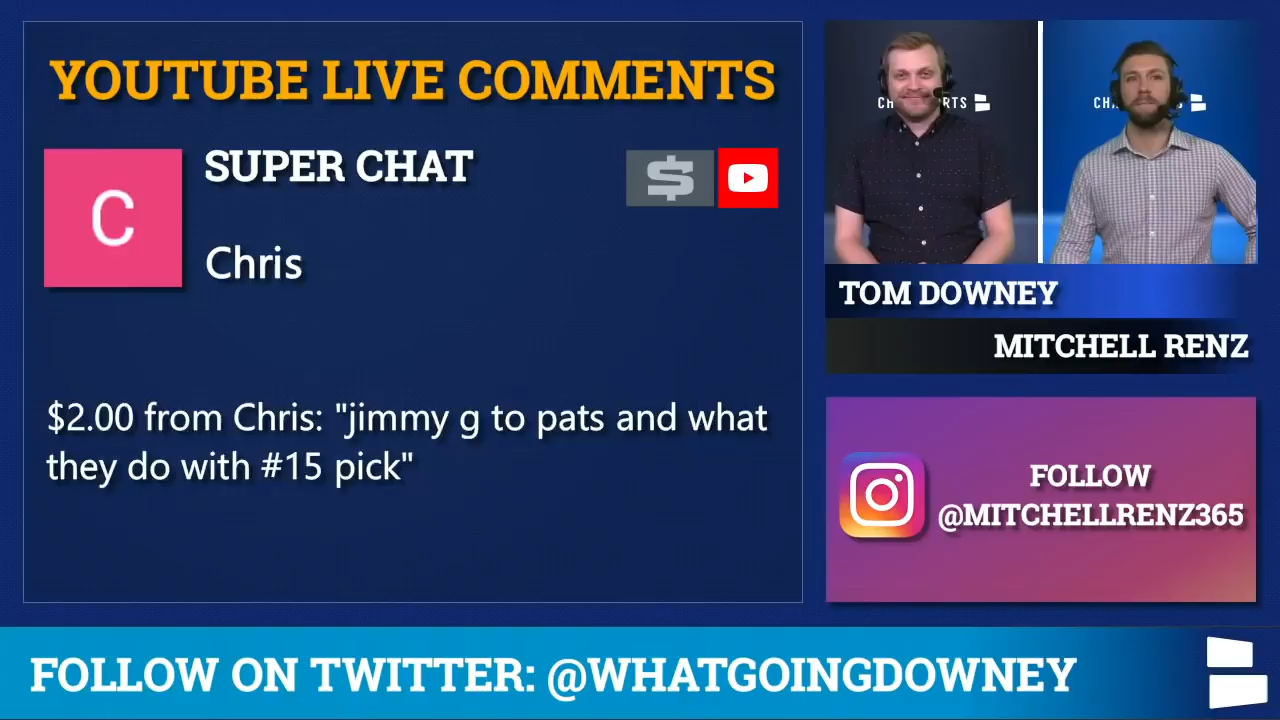 YOUTUBE LIVE COMMENTS
C
SUPER CHAT
$
Chris
$2.00 from Chris: "jimmy g to pats and what
they do with #15 pick"
TOM DOWNEY
MITCHELL RENZ
FOLLOW
@MITCHELLRENZ365
FOLLOW ON TWITTER: @WHATGOINGDOWNEY